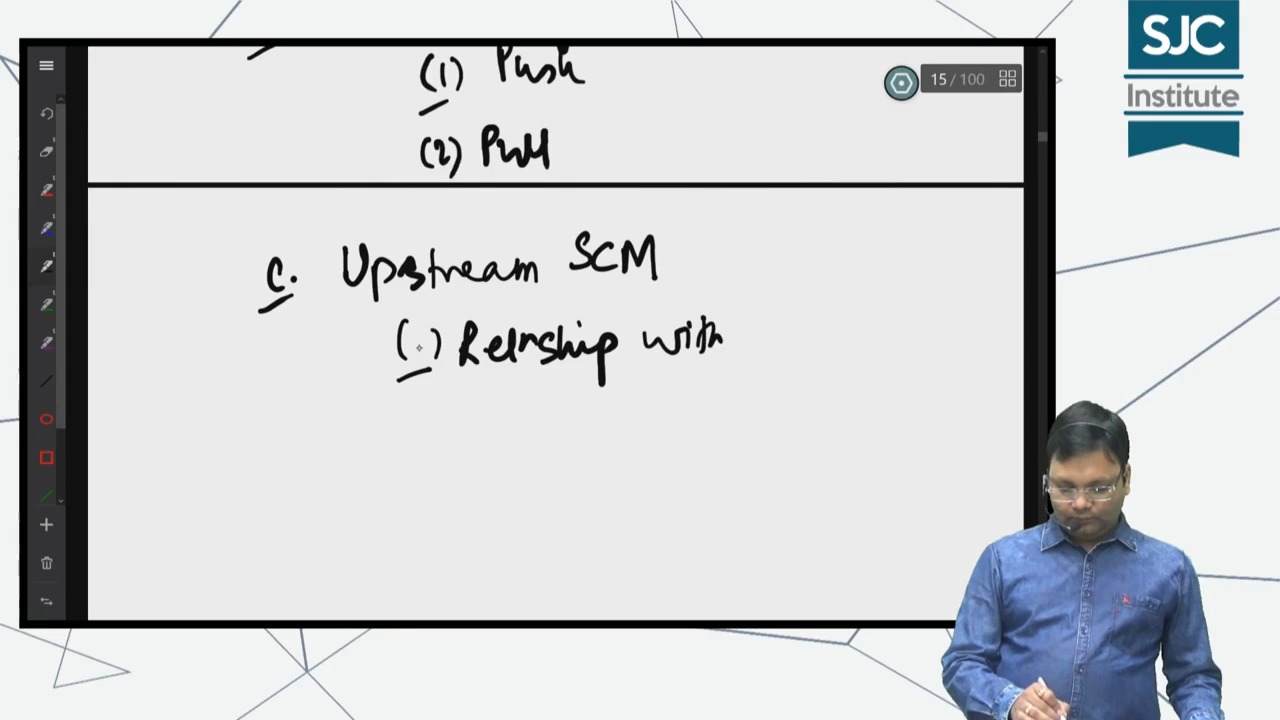 SJC
Institute
15 / 100
(1) Push
(2) Pull
C. Upstream SCM
(.) Relnship with